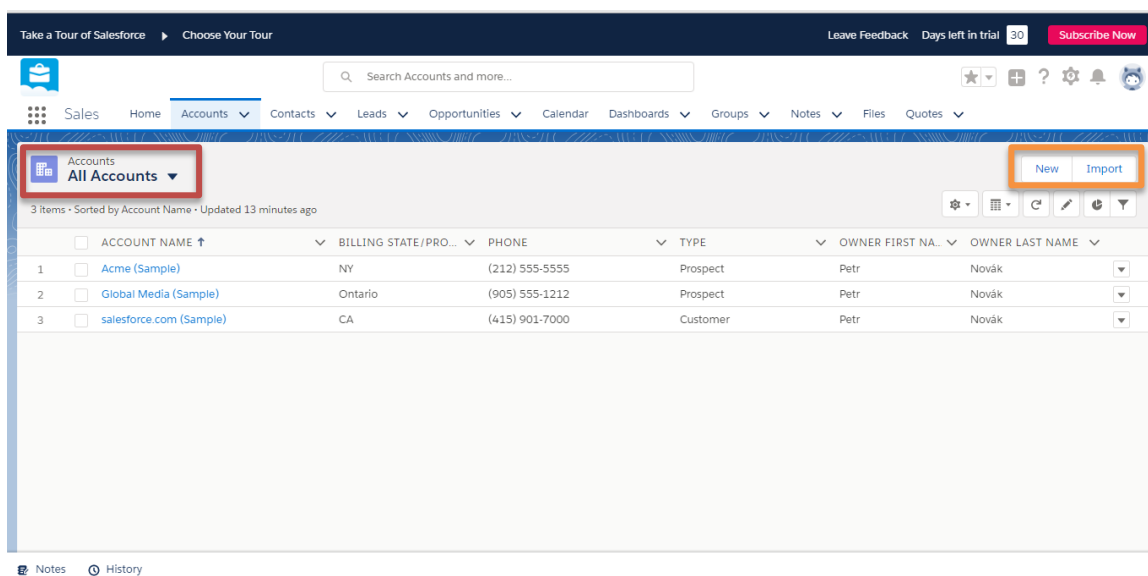 Take a Tour of Salesforce Choose Your Tour Leave Feedback Days left in trial 30 Subscribe Now
Search Accounts and more...
Sales Home Accounts Contacts Leads Opportunities Calendar Dashboards Groups Notes Files Quotes
Accounts
All Accounts
New Import
3 items • Sorted by Account Name • Updated 13 minutes ago
ACCOUNT NAME BILLING STATE/PRO... PHONE TYPE OWNER FIRST NA... OWNER LAST NAME
1 Acme (Sample) NY (212) 555-5555 Prospect Petr Novák
2 Global Media (Sample) Ontario (905) 555-1212 Prospect Petr Novák
3 salesforce.com (Sample) CA (415) 901-7000 Customer Petr Novák
Notes History